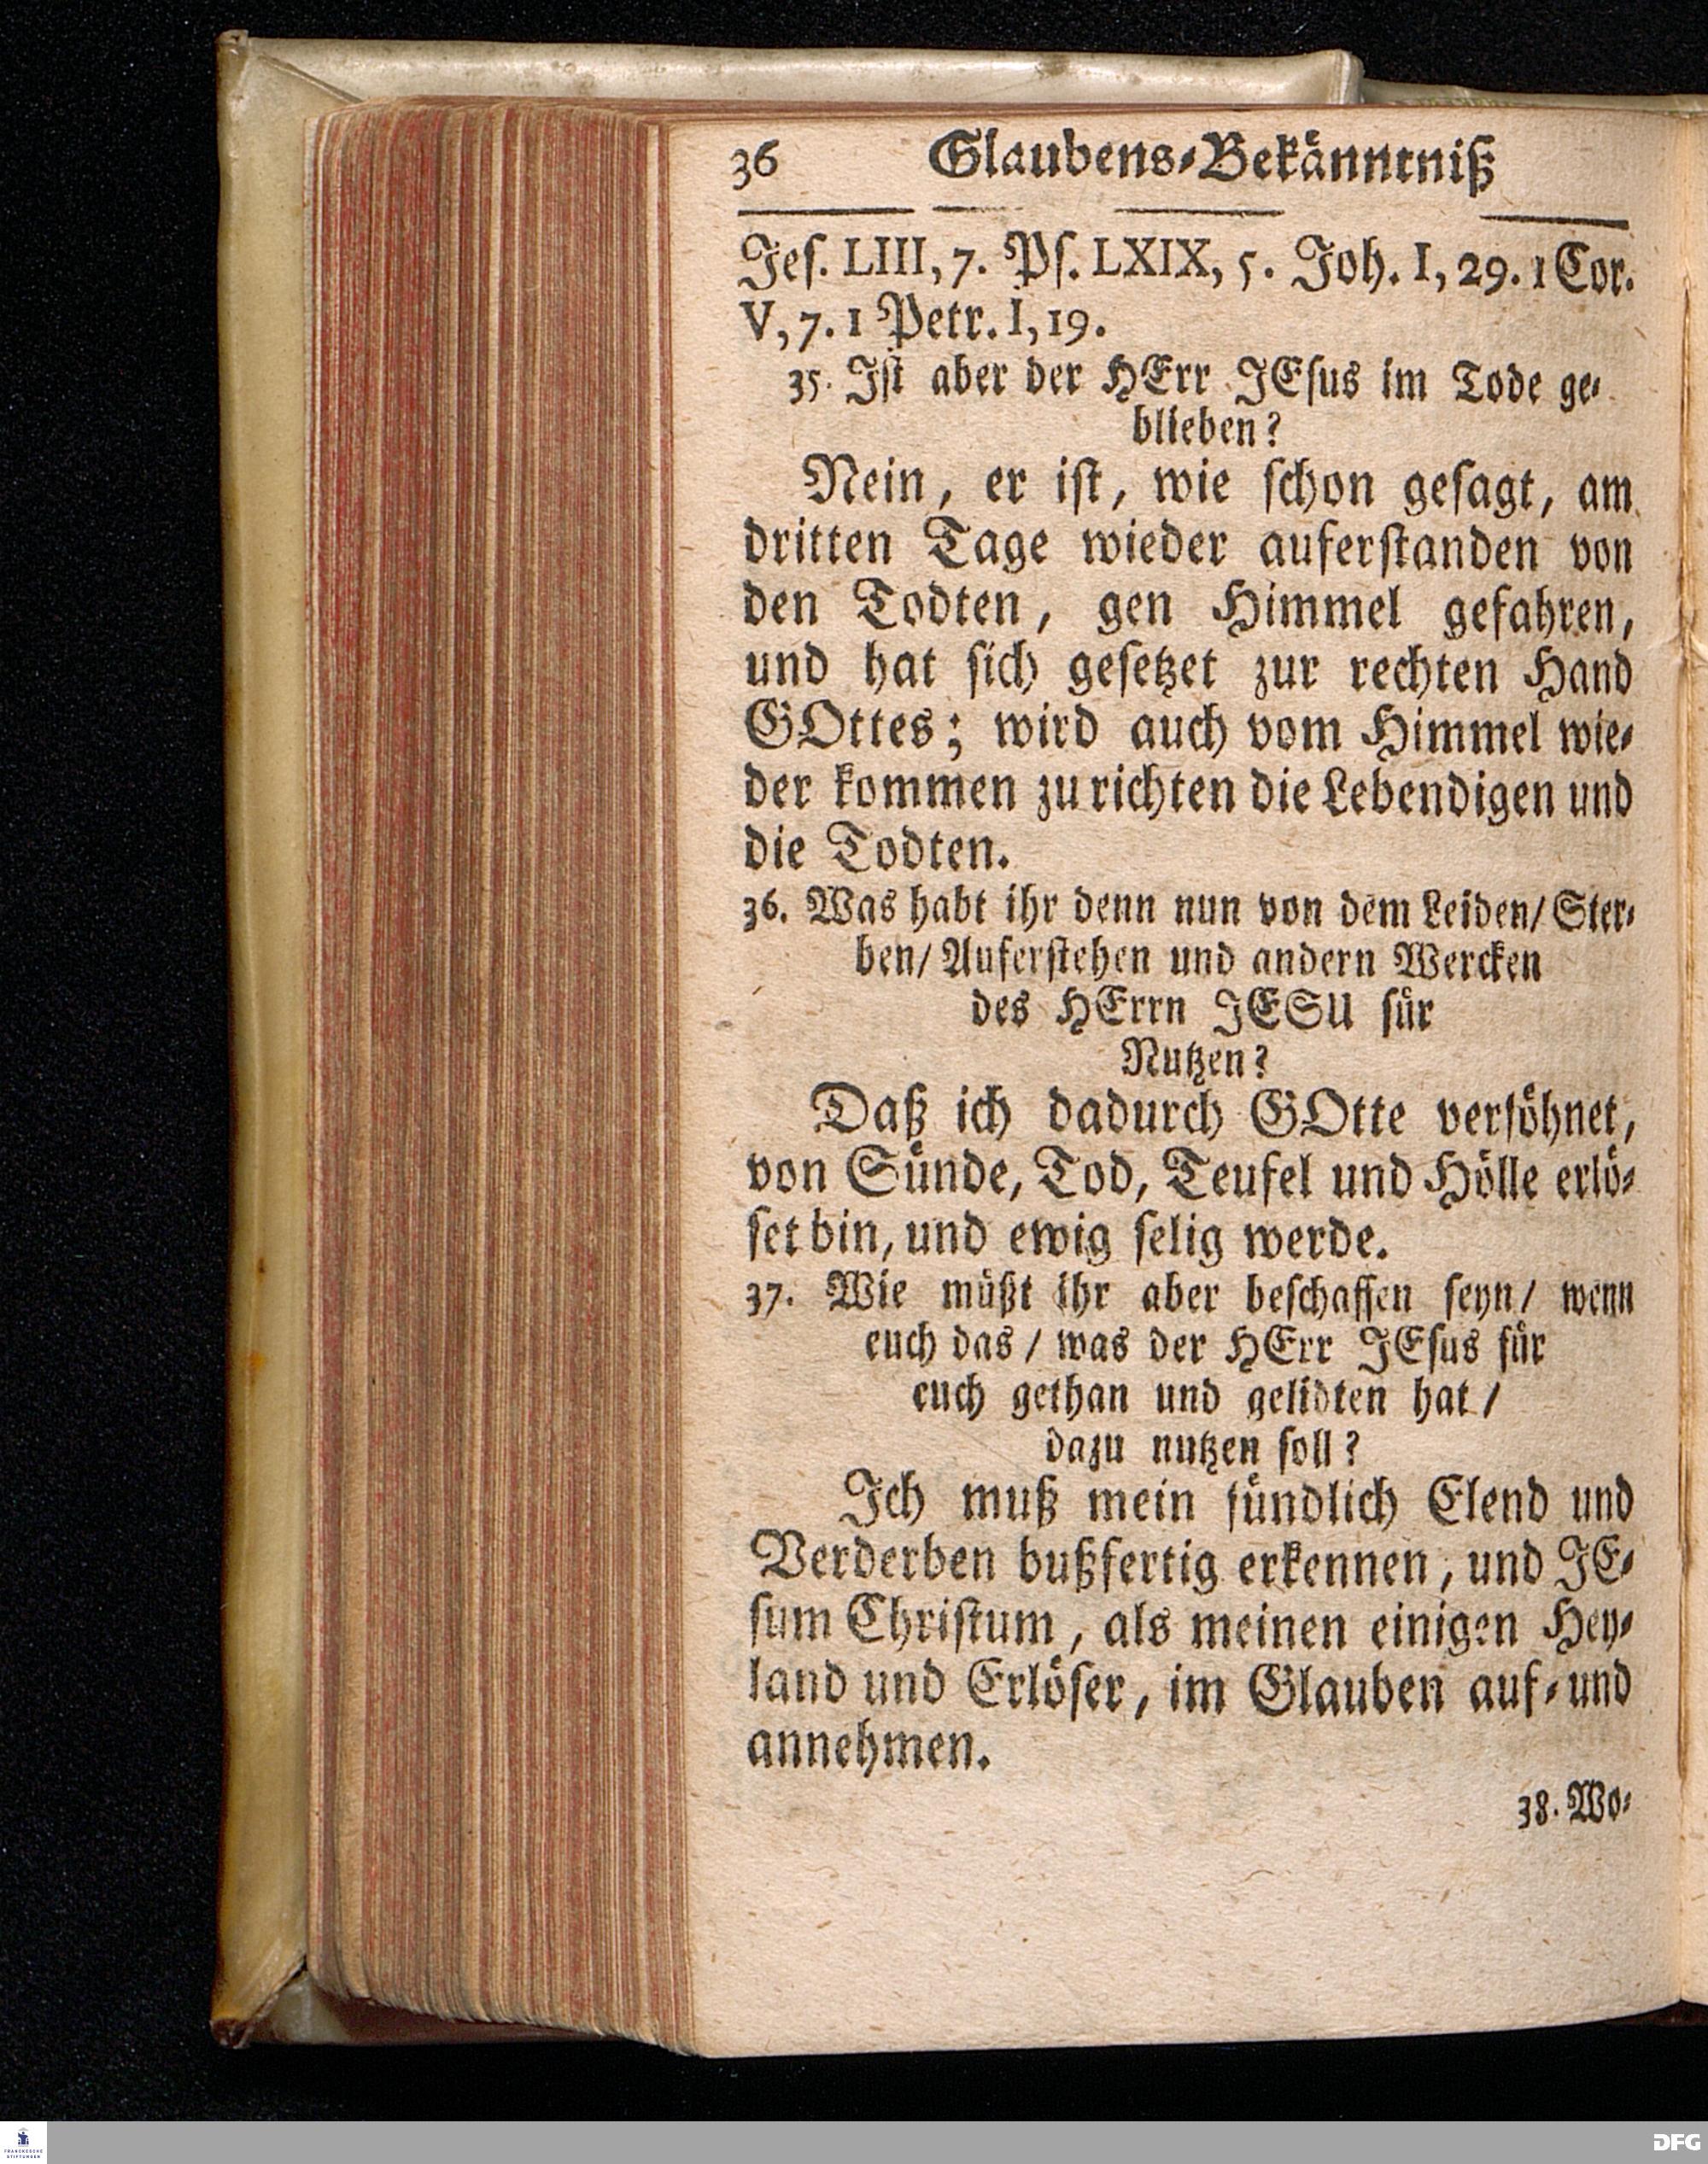 36 Glaubens-Bekänntniß
Jeſ. LIII, 7. Pſ. LXIX, 5. Joh. I, 29. 1 Cor.
V, 7. 1 Petr. I, 19.
35. Iſt aber der HErr JEſus im Tode ge-
blieben?
Nein, er iſt, wie ſchon geſagt, am
dritten Tage wieder auferſtanden von
den Todten, gen Himmel gefahren,
und hat ſich geſetzet zur rechten Hand
GOttes; wird auch vom Himmel wie-
der kommen zu richten die Lebendigen und
die Todten.
36. Was habt ihr denn nun von dem Leiden/ Ster-
ben/ Auferſtehen und andern Wercken
des HErrn JESU für
Nutzen?
Daß ich dadurch GOtte verſöhnet,
von Sünde, Tod, Teufel und Hölle erlö-
ſet bin, und ewig ſelig werde.
37. Wie müßt ihr aber beſchaffen ſeyn/ wenn
euch das / was der HErr JEſus für
euch gethan und gelidten hat /
dazu nutzen ſoll?
Ich muß mein ſündlich Elend und
Verderben bußfertig erkennen, und JE-
ſum Chriſtum, als meinen einigen Hey-
land und Erlöſer, im Glauben auf- und
annehmen.
38. Wo-
FRANCKESCHE
STIFTUNGEN
DFG